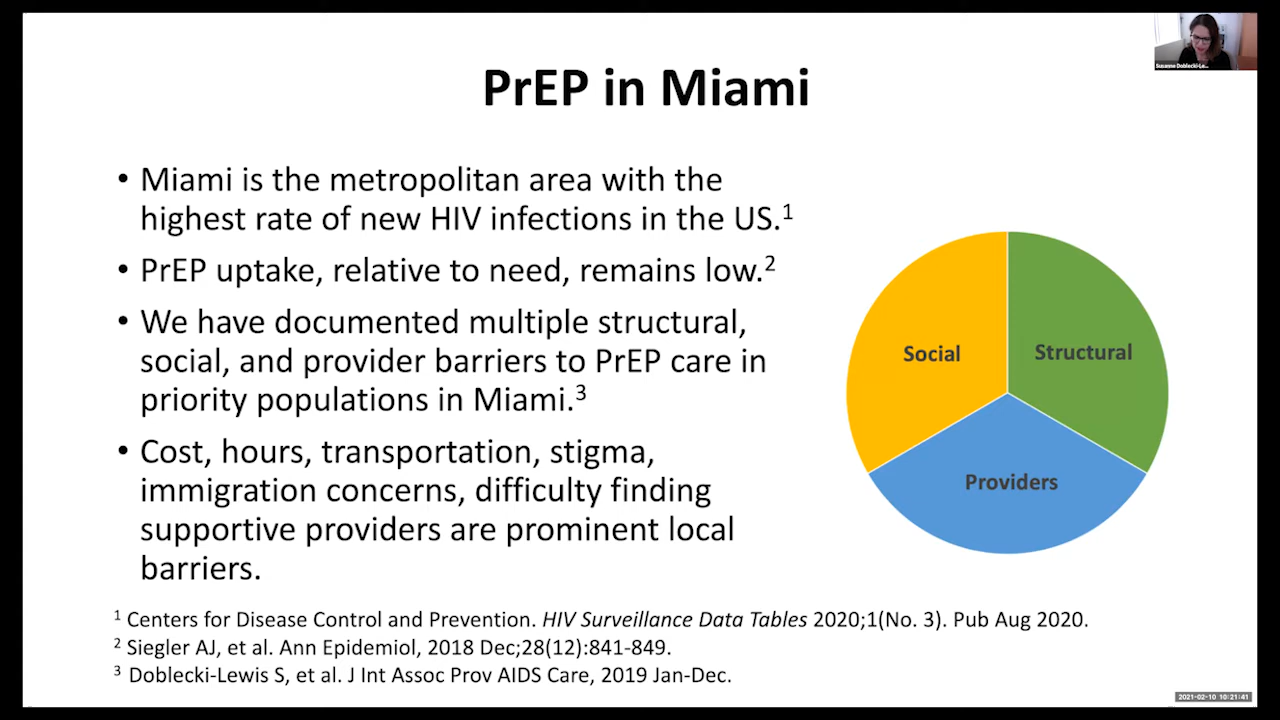 Susanne Doblecki-Le...
PrEP in Miami
• Miami is the metropolitan area with the
highest rate of new HIV infections in the US.¹
• PrEP uptake, relative to need, remains low.²
• We have documented multiple structural,
social, and provider barriers to PrEP care in
priority populations in Miami.³
• Cost, hours, transportation, stigma,
immigration concerns, difficulty finding
supportive providers are prominent local
barriers.
Social
Structural
Providers
¹ Centers for Disease Control and Prevention. HIV Surveillance Data Tables 2020;1(No. 3). Pub Aug 2020.
² Siegler AJ, et al. Ann Epidemiol, 2018 Dec;28(12):841-849.
³ Doblecki-Lewis S, et al. J Int Assoc Prov AIDS Care, 2019 Jan-Dec.
2021-02-10 10:21:41